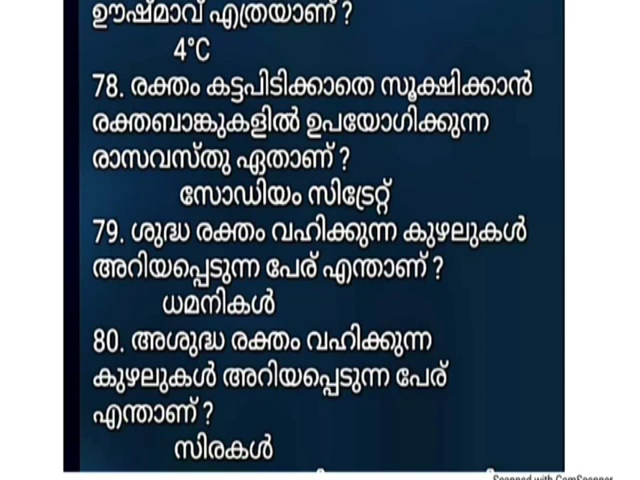 ഊഷ്മാവ് എത്രയാണ് ?
4°C
78. രക്തം കട്ടപിടിക്കാതെ സൂക്ഷിക്കാൻ
രക്തബാങ്കുകളിൽ ഉപയോഗിക്കുന്ന
രാസവസ്തു ഏതാണ് ?
സോഡിയം സിട്രേറ്റ്
79. ശുദ്ധ രക്തം വഹിക്കുന്ന കുഴലുകൾ
അറിയപ്പെടുന്ന പേര് എന്താണ് ?
ധമനികൾ
80. അശുദ്ധ രക്തം വഹിക്കുന്ന
കുഴലുകൾ അറിയപ്പെടുന്ന പേര്
എന്താണ് ?
സിരകൾ